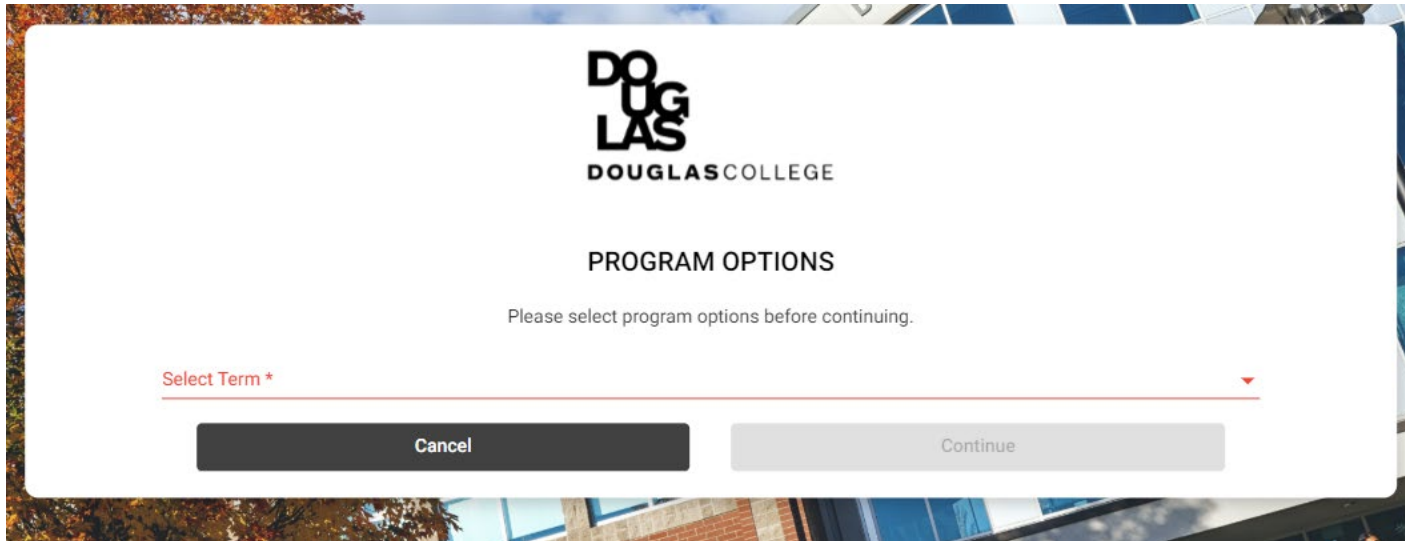 DO
UG
LAS
DOUGLASCOLLEGE
PROGRAM OPTIONS
Please select program options before continuing.
Select Term *
Cancel
Continue